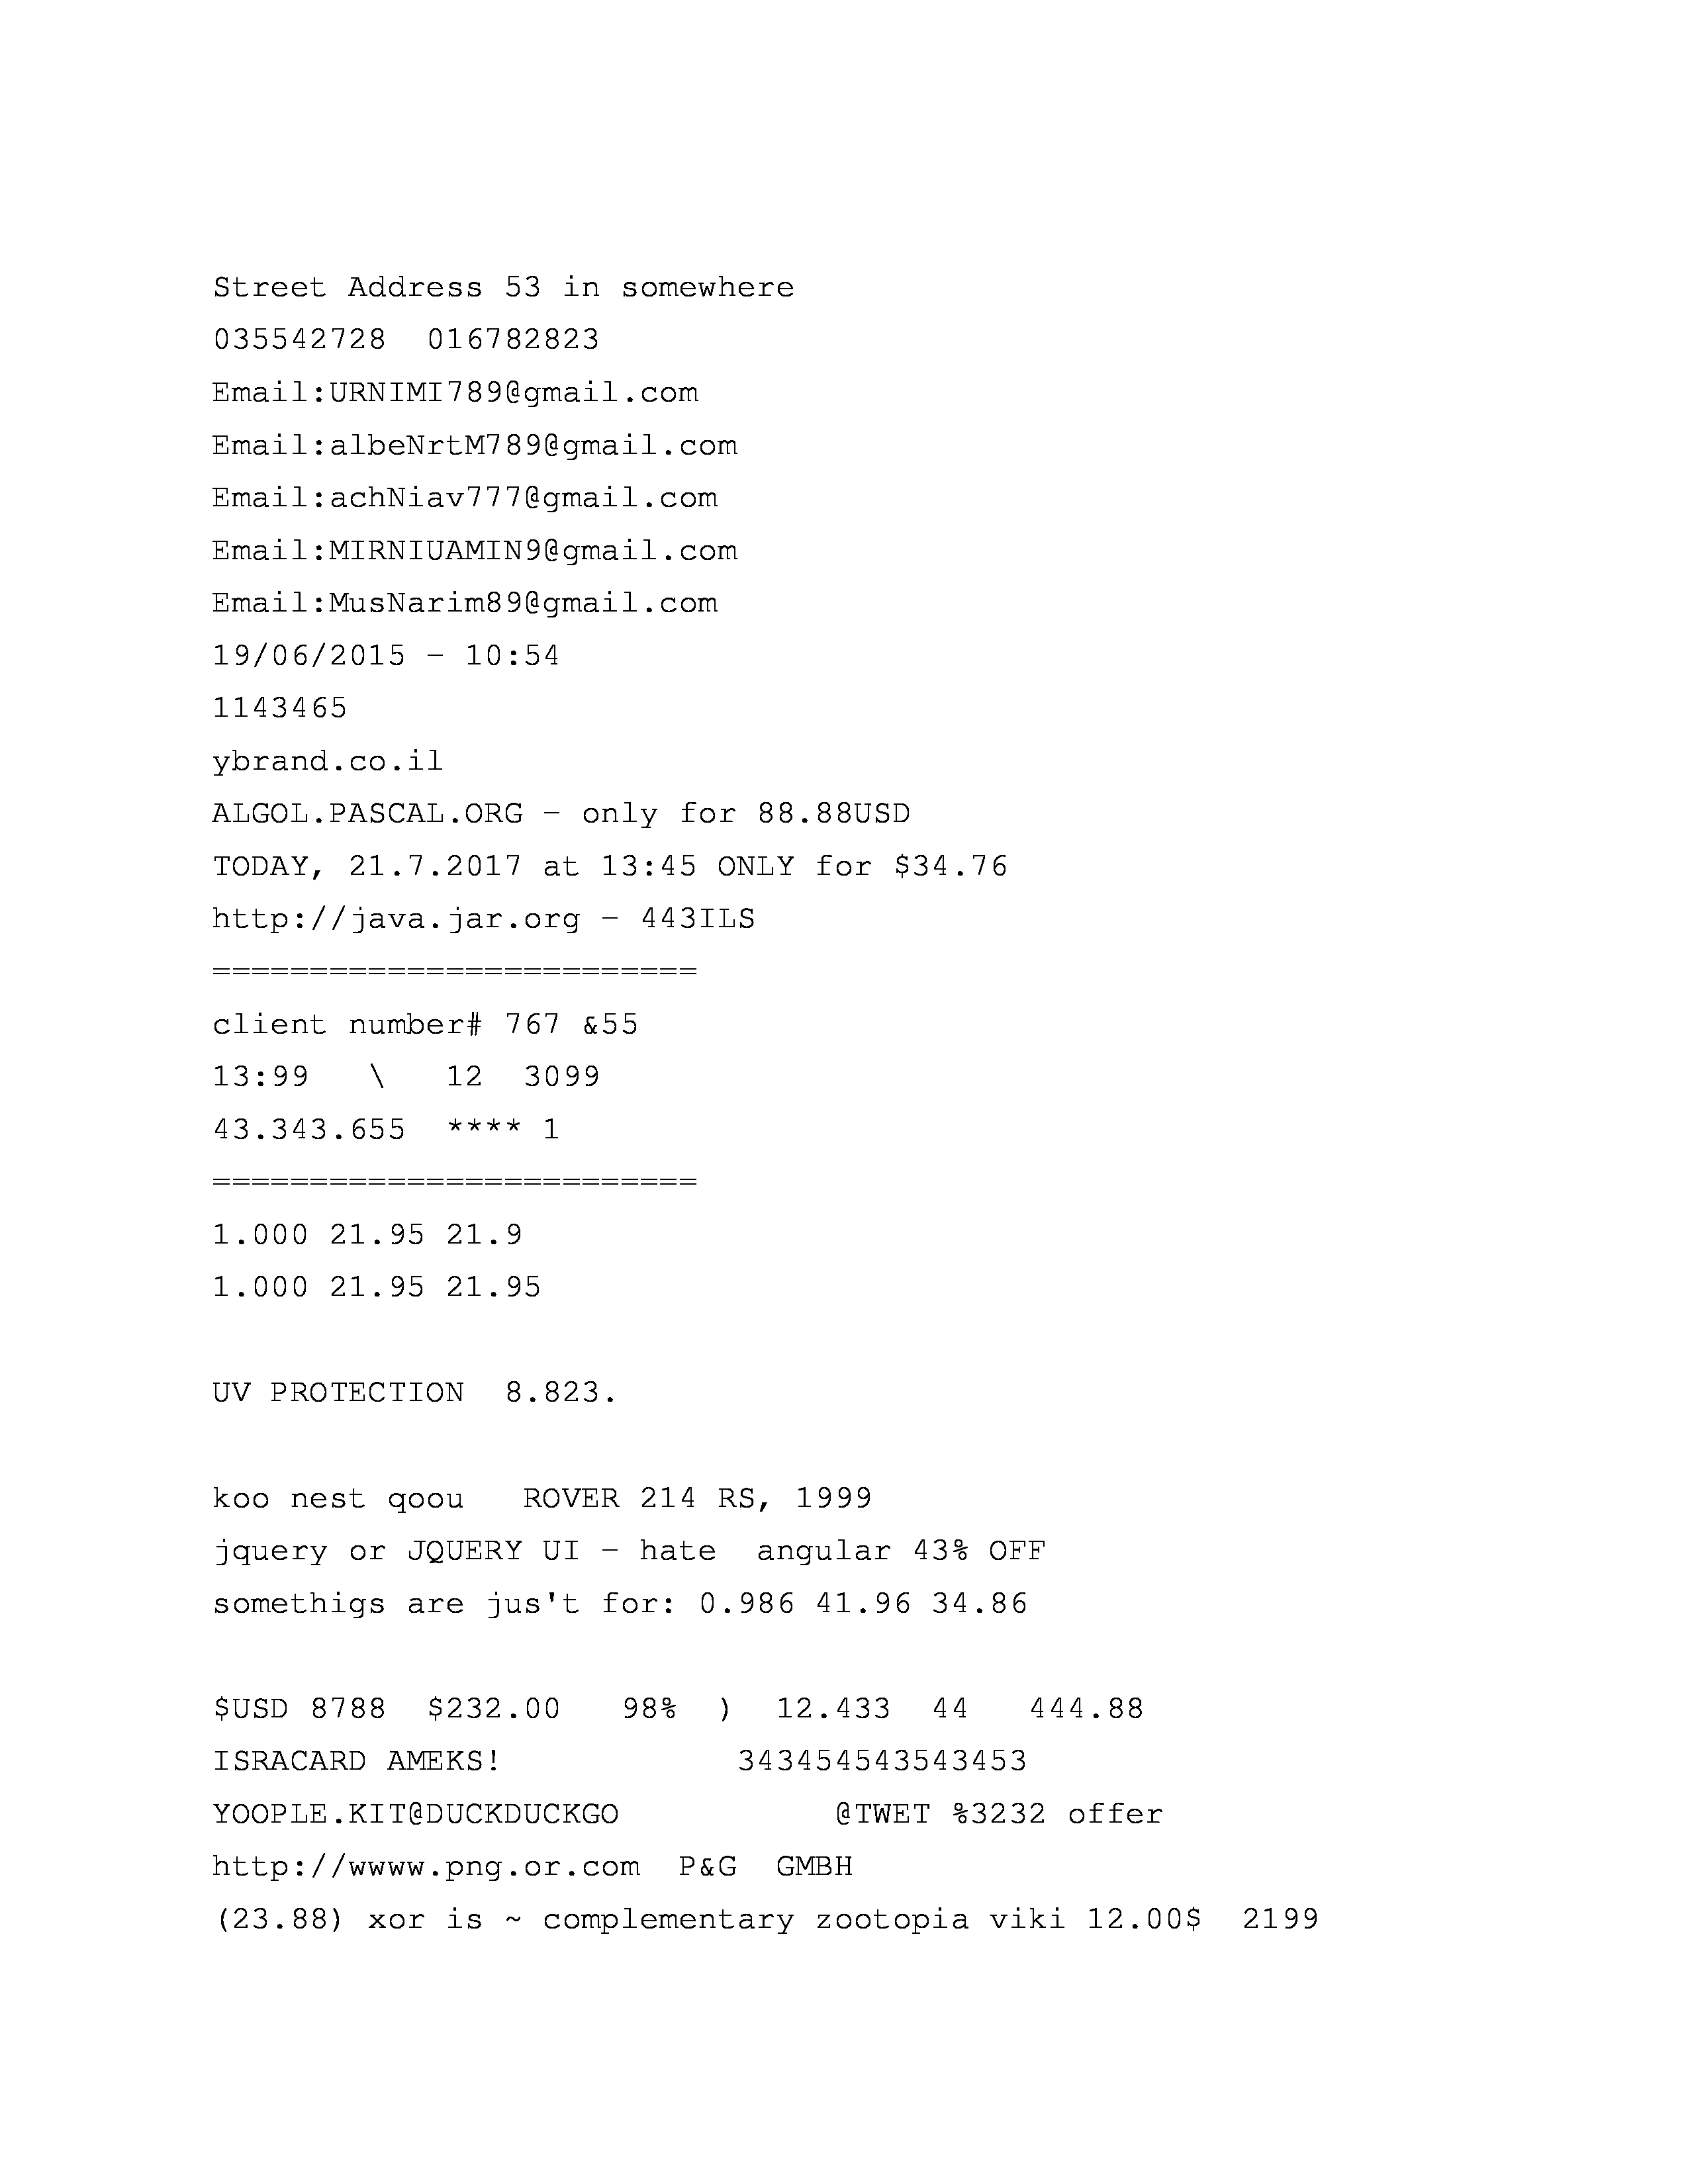 Street Address 53 in somewhere
035542728  016782823
Email:URNIMI789@gmail.com
Email:albeNrtM789@gmail.com
Email:achNiav777@gmail.com
Email:MIRNIUAMIN9@gmail.com
Email:MusNarim89@gmail.com
19/06/2015 - 10:54
1143465
ybrand.co.il
ALGOL.PASCAL.ORG - only for 88.88USD
TODAY, 21.7.2017 at 13:45 ONLY for $34.76
http://java.jar.org - 443ILS
=========================
client number# 767 &55
13:99   \   12  3099
43.343.655  **** 1
=========================
1.000 21.95 21.9
1.000 21.95 21.95
UV PROTECTION  8.823.
koo nest qoou   ROVER 214 RS, 1999
jquery or JQUERY UI - hate  angular 43% OFF
somethigs are jus't for: 0.986 41.96 34.86
$USD 8788  $232.00   98%  )  12.433  44   444.88
ISRACARD AMEKS!            343454543543453
YOOPLE.KIT@DUCKDUCKGO           @TWET %3232 offer
http://wwww.png.or.com  P&G  GMBH
(23.88) xor is ~ complementary zootopia viki 12.00$  2199